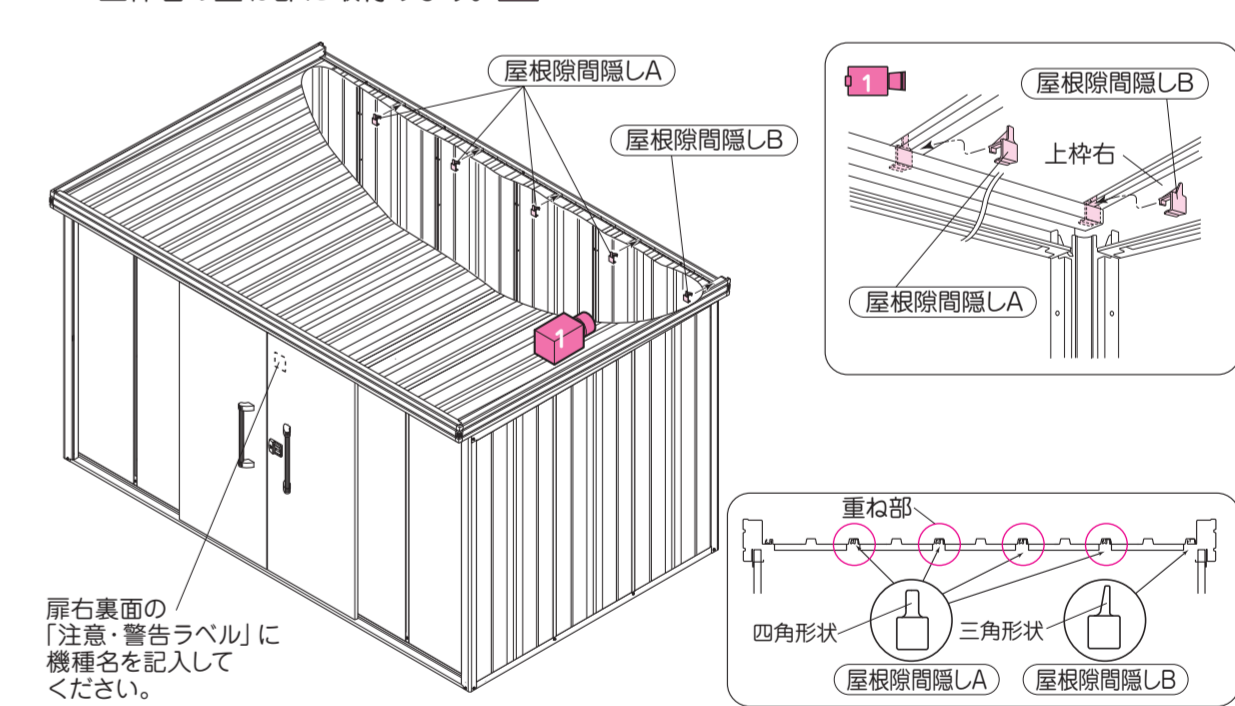 屋根隙間隠しA
屋根隙間隠しB
1
扉右裏面の
「注意・警告ラベル」に
機種名を記入して
ください。
1
屋根隙間隠しB
上枠右
屋根隙間隠しA
重ね部
四角形状
三角形状
屋根隙間隠しA
屋根隙間隠しB